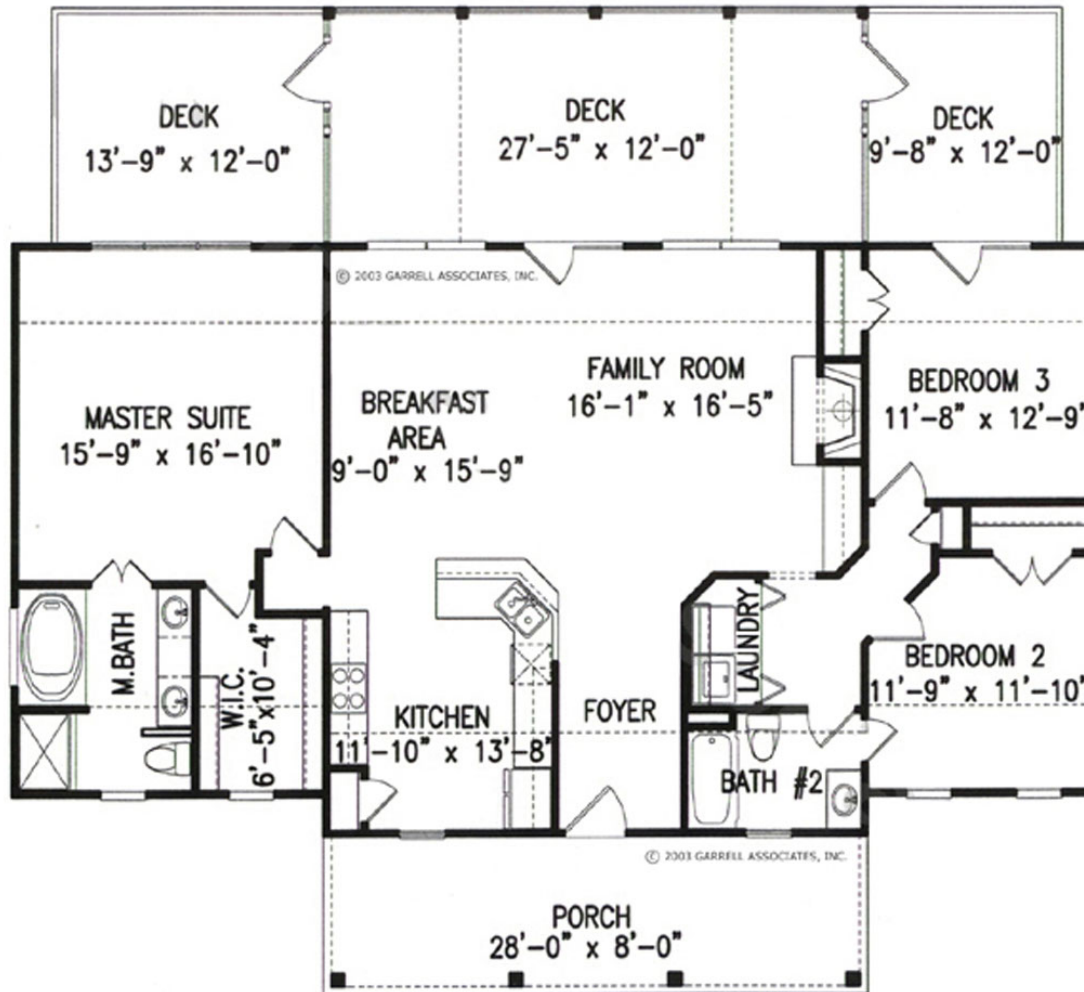 DECK
13'-9" x 12'-0"
DECK
27'-5" x 12'-0"
DECK
9'-8" x 12'-0"
© 2003 GARRELL ASSOCIATES, INC.
MASTER SUITE
15'-9" x 16'-10"
BREAKFAST
AREA
9'-0" x 15'-9"
FAMILY ROOM
16'-1" x 16'-5"
BEDROOM 3
11'-8" x 12'-9"
M.BATH
W.I.C.
6'-5"x10'-4"
KITCHEN
11'-10" x 13'-8'
FOYER
LAUNDRY
BEDROOM 2
11'-9" x 11'-10"
BATH #2
© 2003 GARRELL ASSOCIATES, INC.
PORCH
28'-0" x 8'-0"